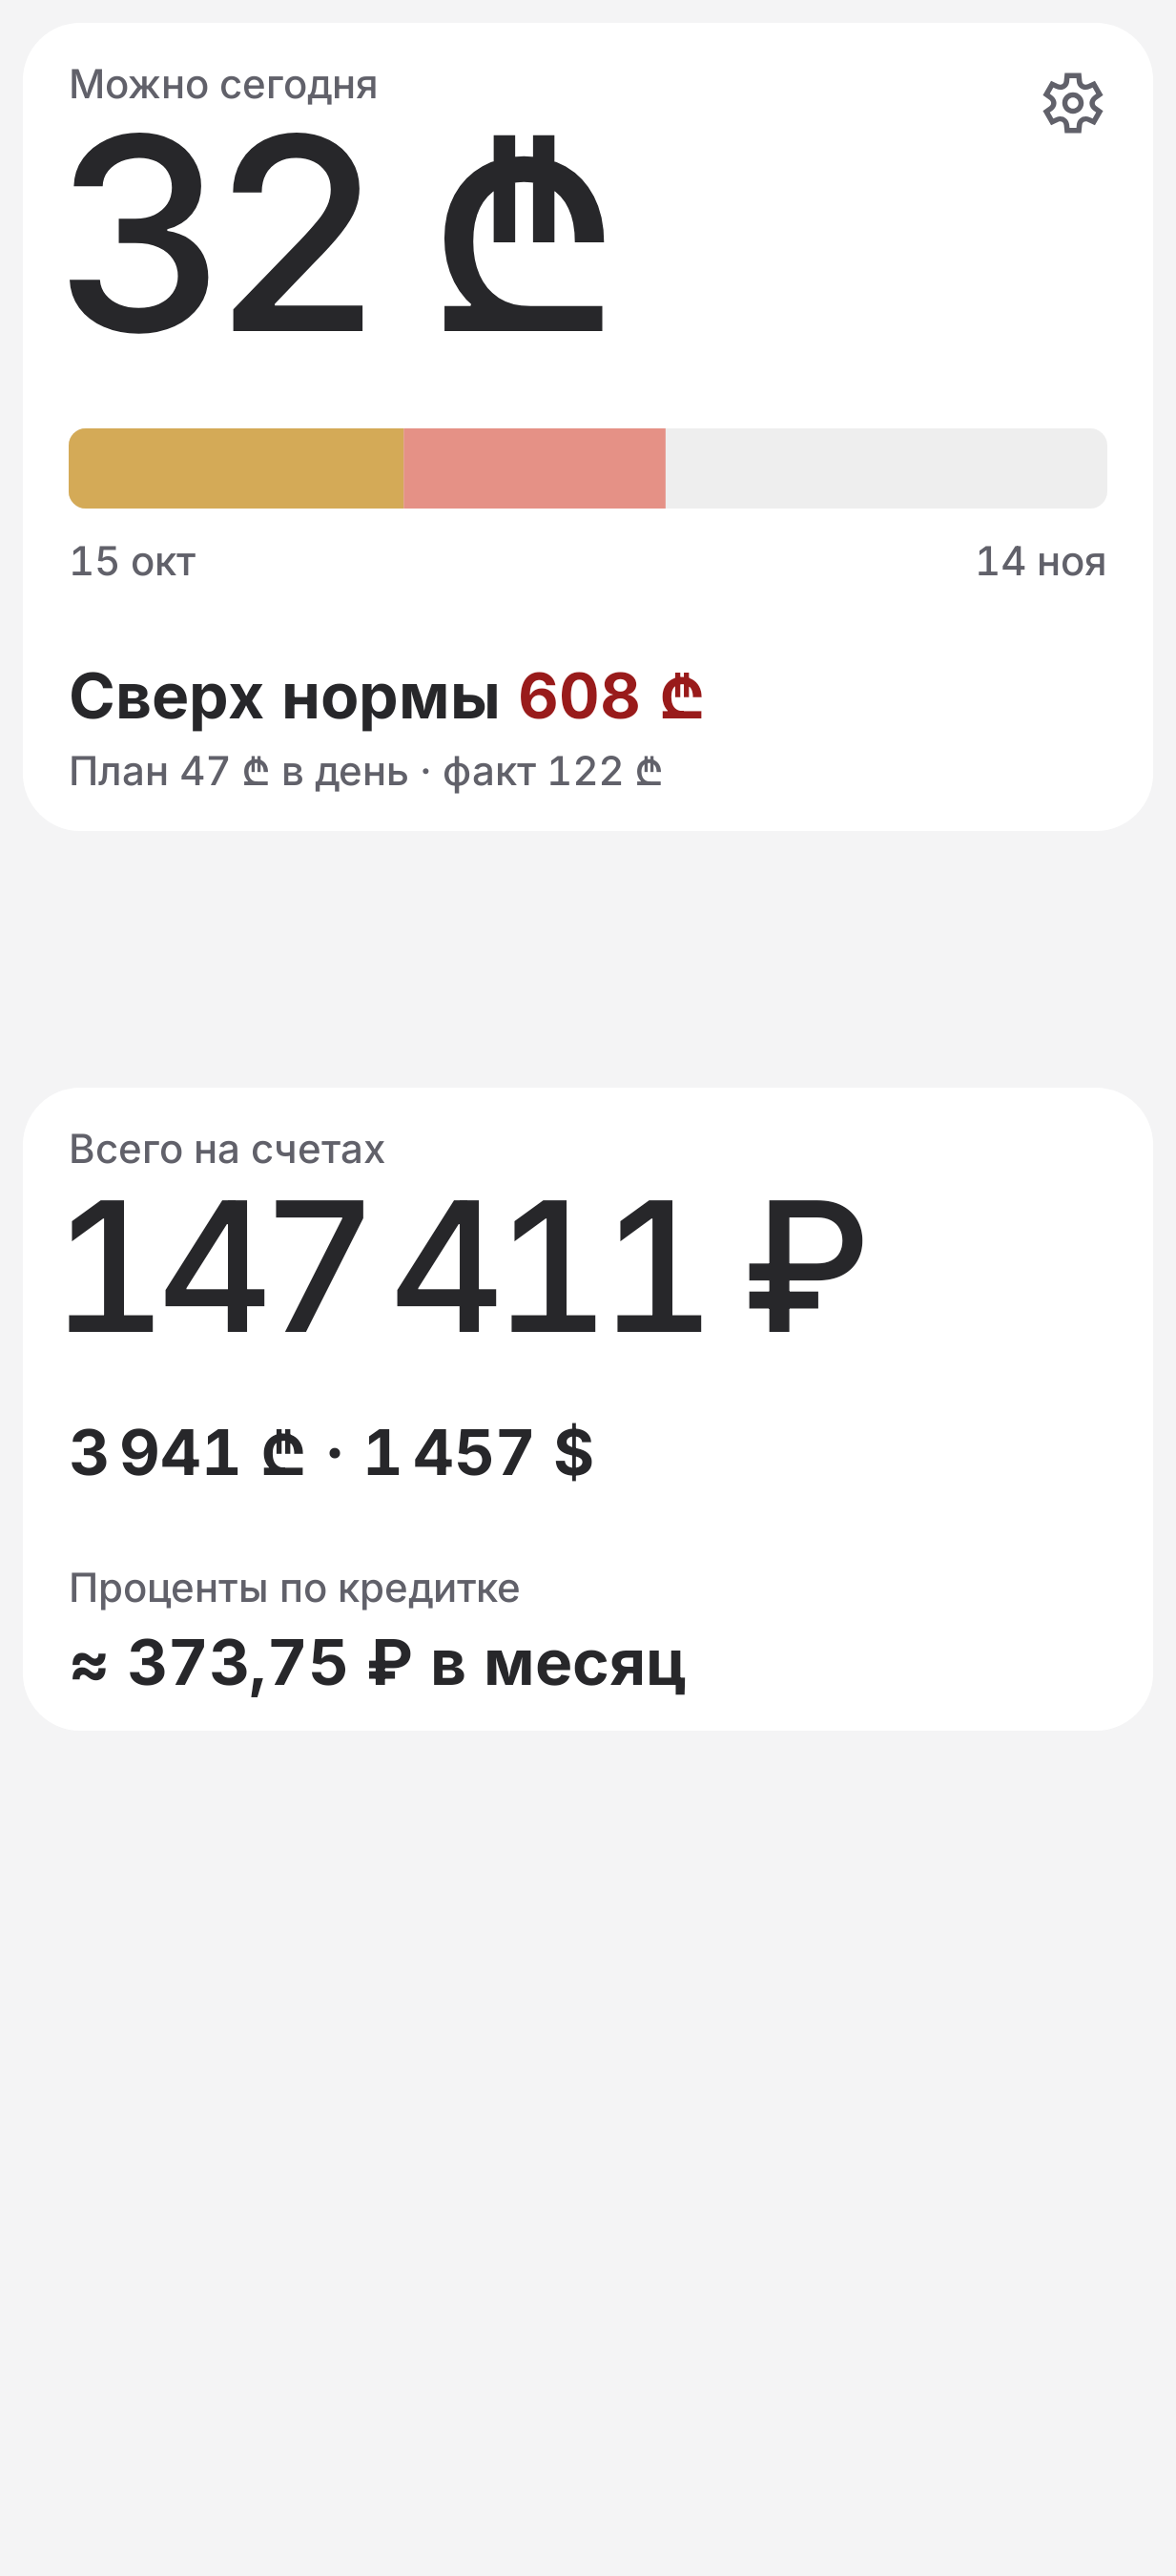 Можно сегодня
32 ₾
15 окт
14 ноя
Сверх нормы 608 ₾
План 47 ₾ в день · факт 122 ₾
Всего на счетах
147 411 ₽
3 941 ₾ · 1 457 $
Проценты по кредитке
≈ 373,75 ₽ в месяц